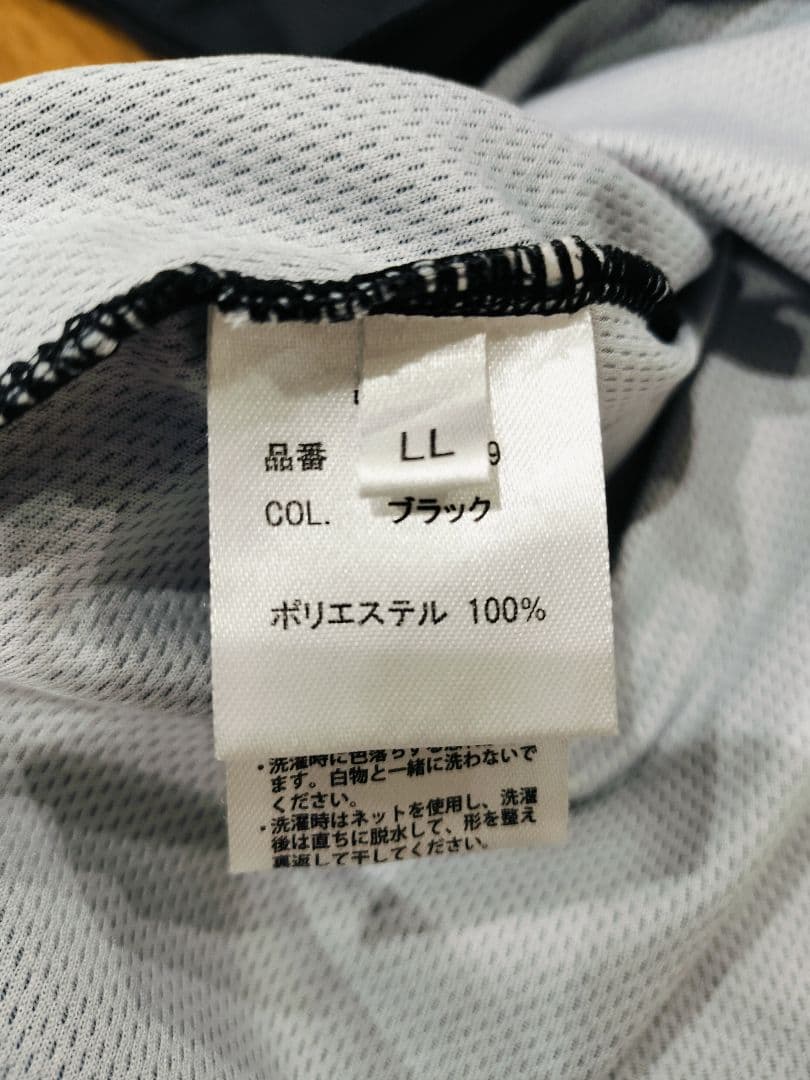 LL
品番 9
COL. ブラック
ポリエステル 100%
・洗濯時に色落ちする
ます。白物と一緒に洗わないで
ください。
・洗濯時はネットを使用し、洗濯
後は直ちに脱水して、形を整え
裏返して干してください。